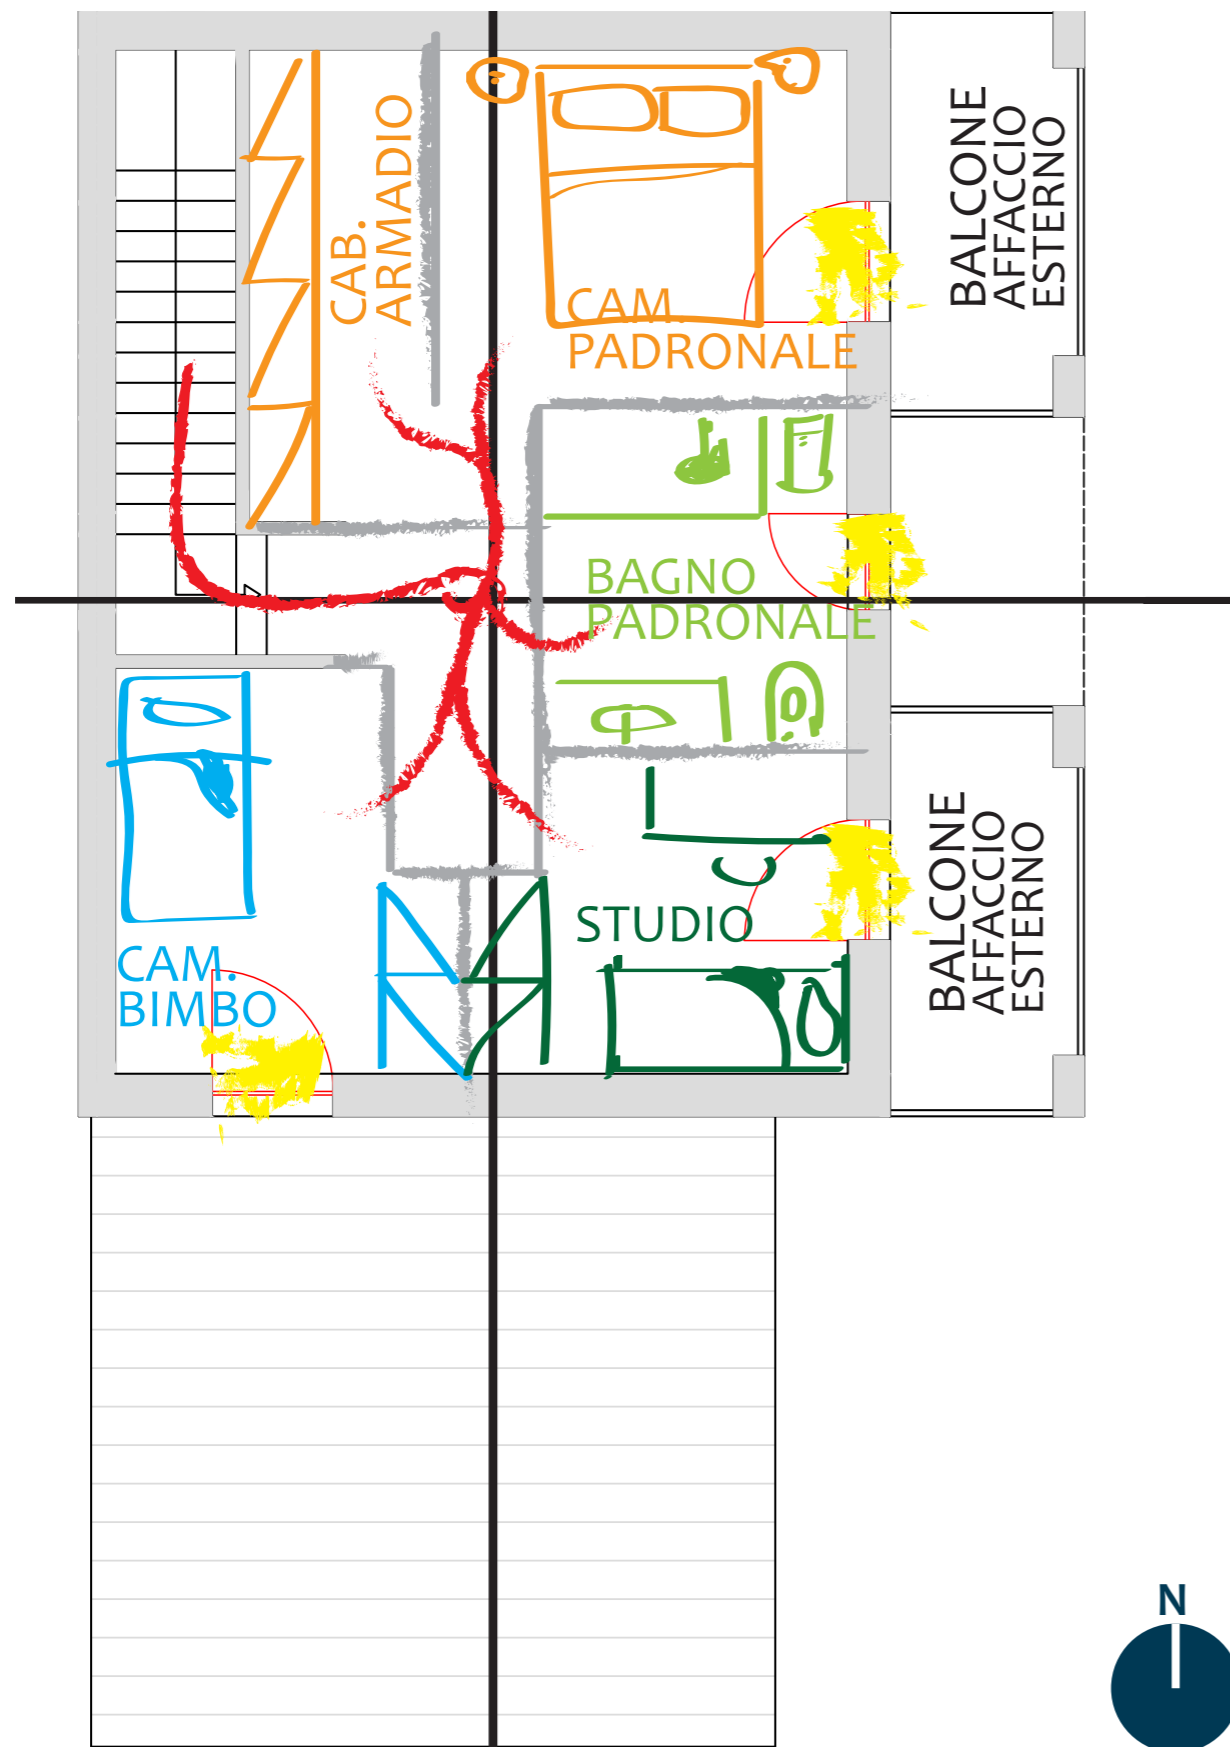 CAB.
ARMADIO
CAM.
PADRONALE
BALCONE
AFFACCIO
ESTERNO
BAGNO
PADRONALE
STUDIO
CAM.
BIMBO
BALCONE
AFFACCIO
ESTERNO
N